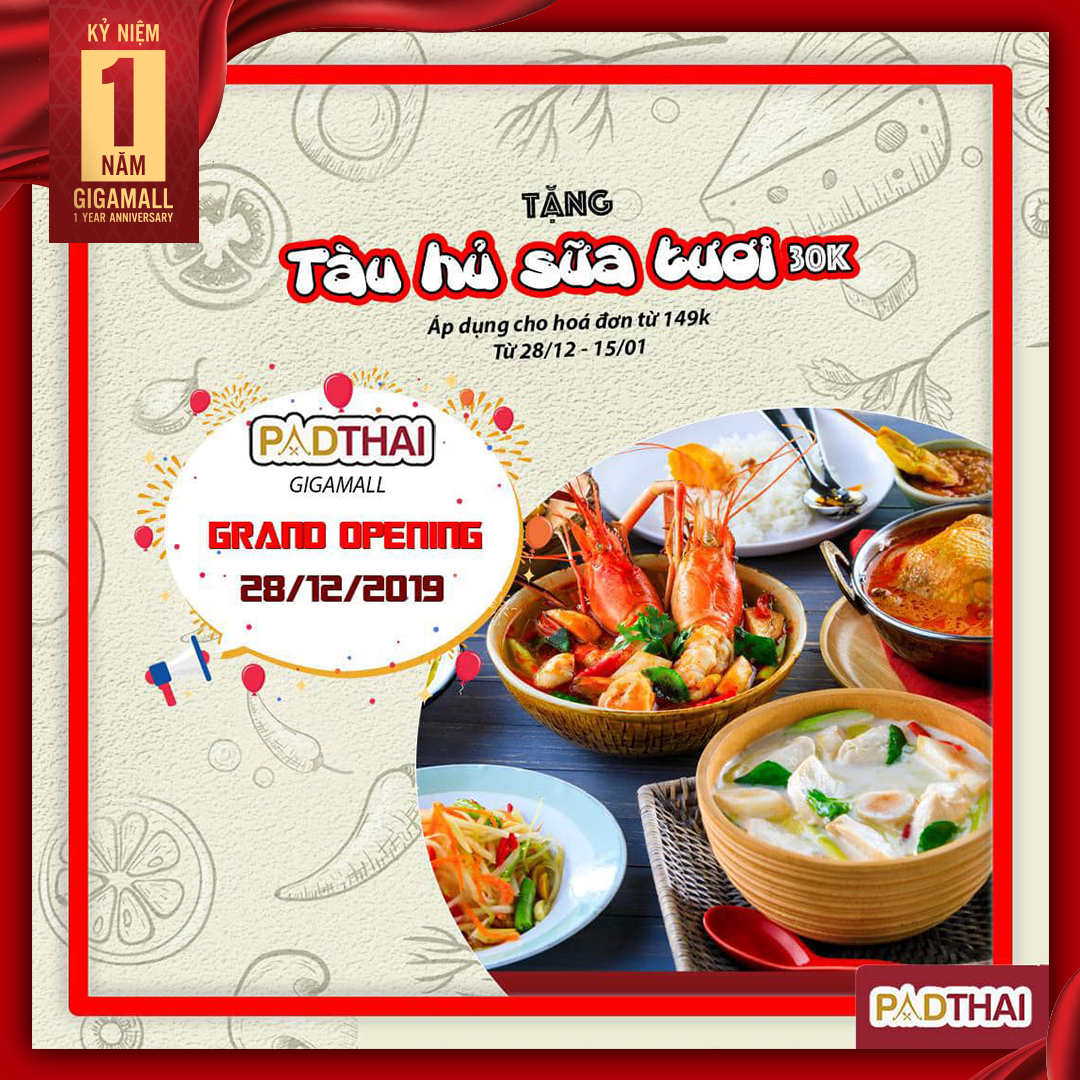 KỶ NIỆM
1
NĂM
GIGAMALL
1 YEAR ANNIVERSARY
TẶNG
Tàu hủ sữa tươi 30K
Áp dụng cho hoá đơn từ 149k
Từ 28/12 - 15/01
PADTHAI
GIGAMALL
GRAND OPENING
28/12/2019
PADTHAI